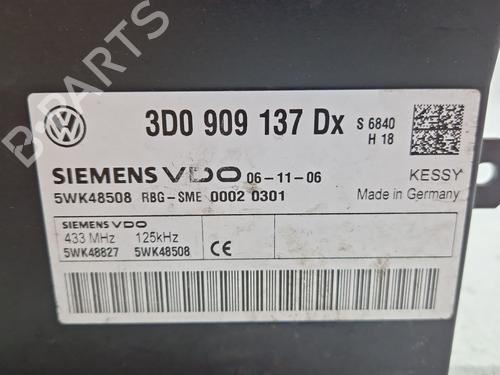 B-PARTS
3D0 909 137 Dx
S 6840
H 18
SIEMENS VDO 06-11-06
KESSY
5WK48508 RBG-SME 0002 0301
Made in Germany
SIEMENS VDO
433 MHz 125kHz
5WK48827 5WK48508
CE